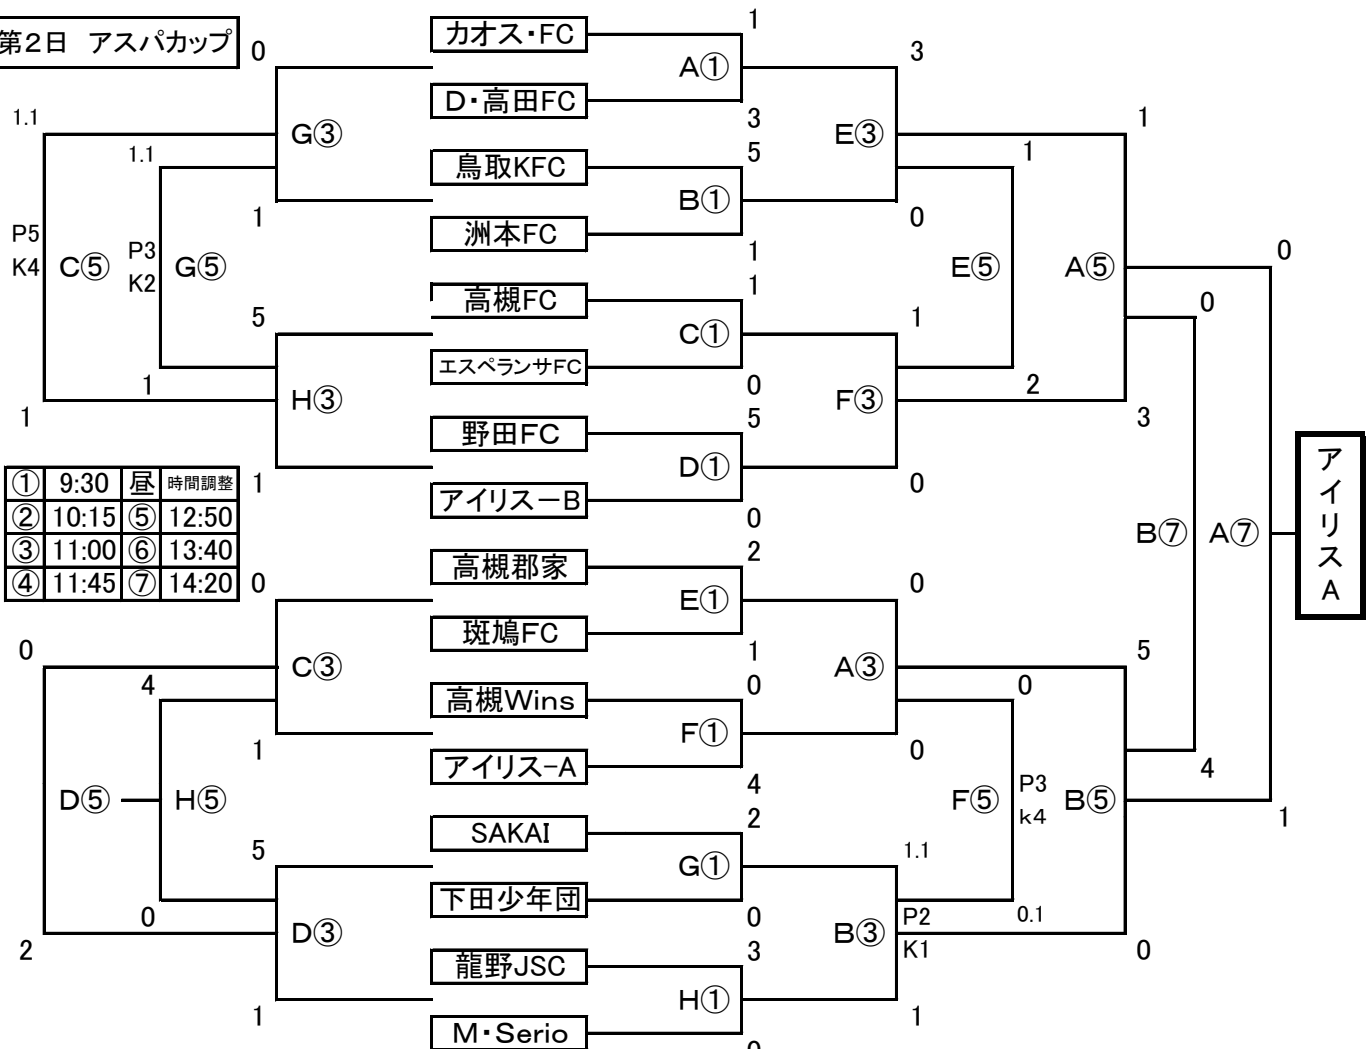 第2日 アスパカップ
0
カオス・FC
1
3
A①
D・高田FC
1.1
3
1
G③
E③
5
1.1
鳥取KFC
1
B①
1
0
P5
洲本FC
P3
1
0
K4
C⑤
G⑤
E⑤
A⑤
K2
1
高槻FC
0
5
1
C①
エスペランサFC
1
0
2
H③
F③
1
5
3
野田FC
D①
① 9:30 昼 時間調整
1
0
アイリスーB
② 10:15 ⑤ 12:50
0
B⑦
A⑦
アイリスA
③ 11:00 ⑥ 13:40
2
高槻郡家
④ 11:45 ⑦ 14:20
0
0
E①
斑鳩FC
0
1
5
C③
A③
4
0
0
高槻Wins
F①
1
0
アイリス-A
4
4
P3
D⑤
H⑤
F⑤
B⑤
k4
1
2
SAKAI
5
1.1
G①
下田少年団
0
0
P2
0.1
D③
B③
2
3
K1
0
龍野JSC
H①
1
1
M・Serio